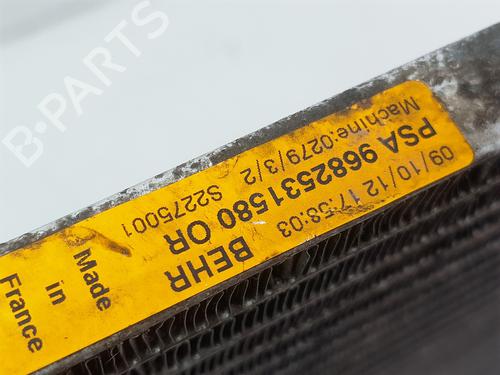 B-PARTS
Machine:0279/3/2
PSA 9682531580 OR
09/10/12 17:58:03
S2275001
BEHR
Made
in
France